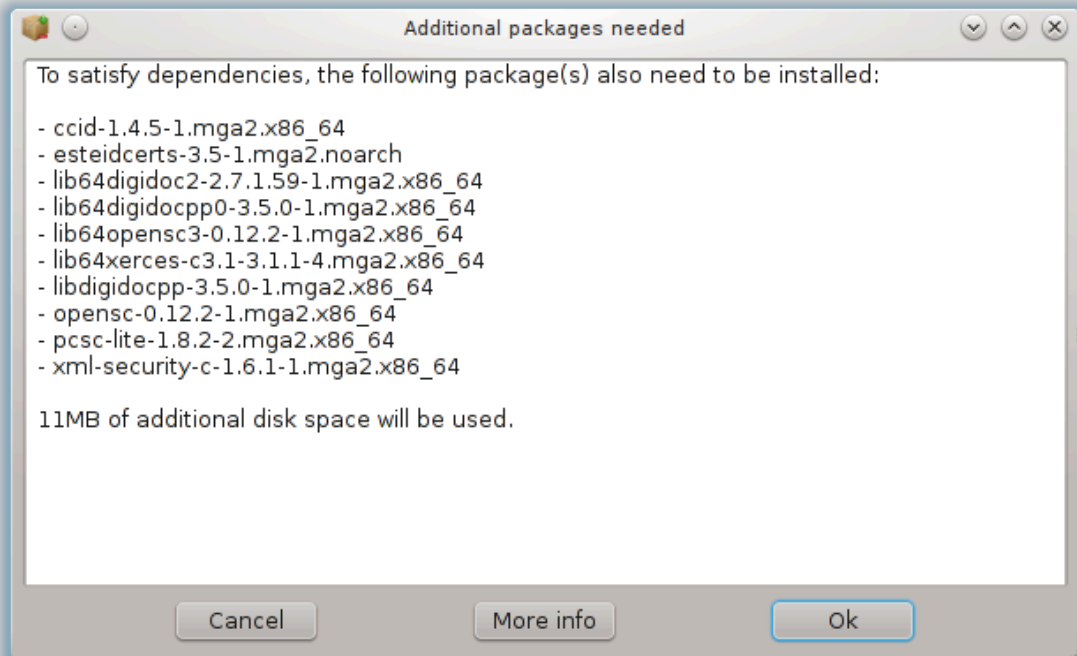 Additional packages needed
To satisfy dependencies, the following package(s) also need to be installed:
- ccid-1.4.5-1.mga2.x86_64
- esteidcerts-3.5-1.mga2.noarch
- lib64digidoc2-2.7.1.59-1.mga2.x86_64
- lib64digidocpp0-3.5.0-1.mga2.x86_64
- lib64opensc3-0.12.2-1.mga2.x86_64
- lib64xerces-c3.1-3.1.1-4.mga2.x86_64
- libdigidocpp-3.5.0-1.mga2.x86_64
- opensc-0.12.2-1.mga2.x86_64
- pcsc-lite-1.8.2-2.mga2.x86_64
- xml-security-c-1.6.1-1.mga2.x86_64
11MB of additional disk space will be used.
Cancel More info Ok